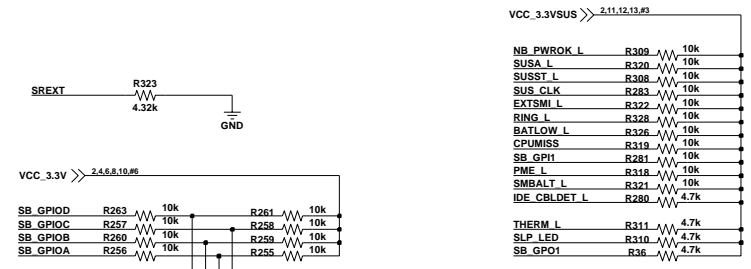 VCC_3.3VSUS 2,11,12,13,#3
NB_PWROK_L R309 10k
SUSA_L R320 10k
SUSST_L R308 10k
SUS_CLK R283 10k
EXTSMI_L R322 10k
RING_L R328 10k
BATLOW_L R326 10k
CPUMISS R319 10k
SB_GPI1 R281 10k
PME_L R318 10k
SMBALT_L R321 10k
IDE_CBLDET_L R280 4.7k
THERM_L R311 4.7k
SLP_LED R310 4.7k
SB_GPO1 R36 4.7k
R323
SREXT
4.32k
GND
VCC_3.3V 2,4,6,8,10,#6
SB_GPIOD R263 10k R261 10k
SB_GPIOC R257 10k R258 10k
SB_GPIOB R260 10k R259 10k
SB_GPIOA R256 10k R255 10k